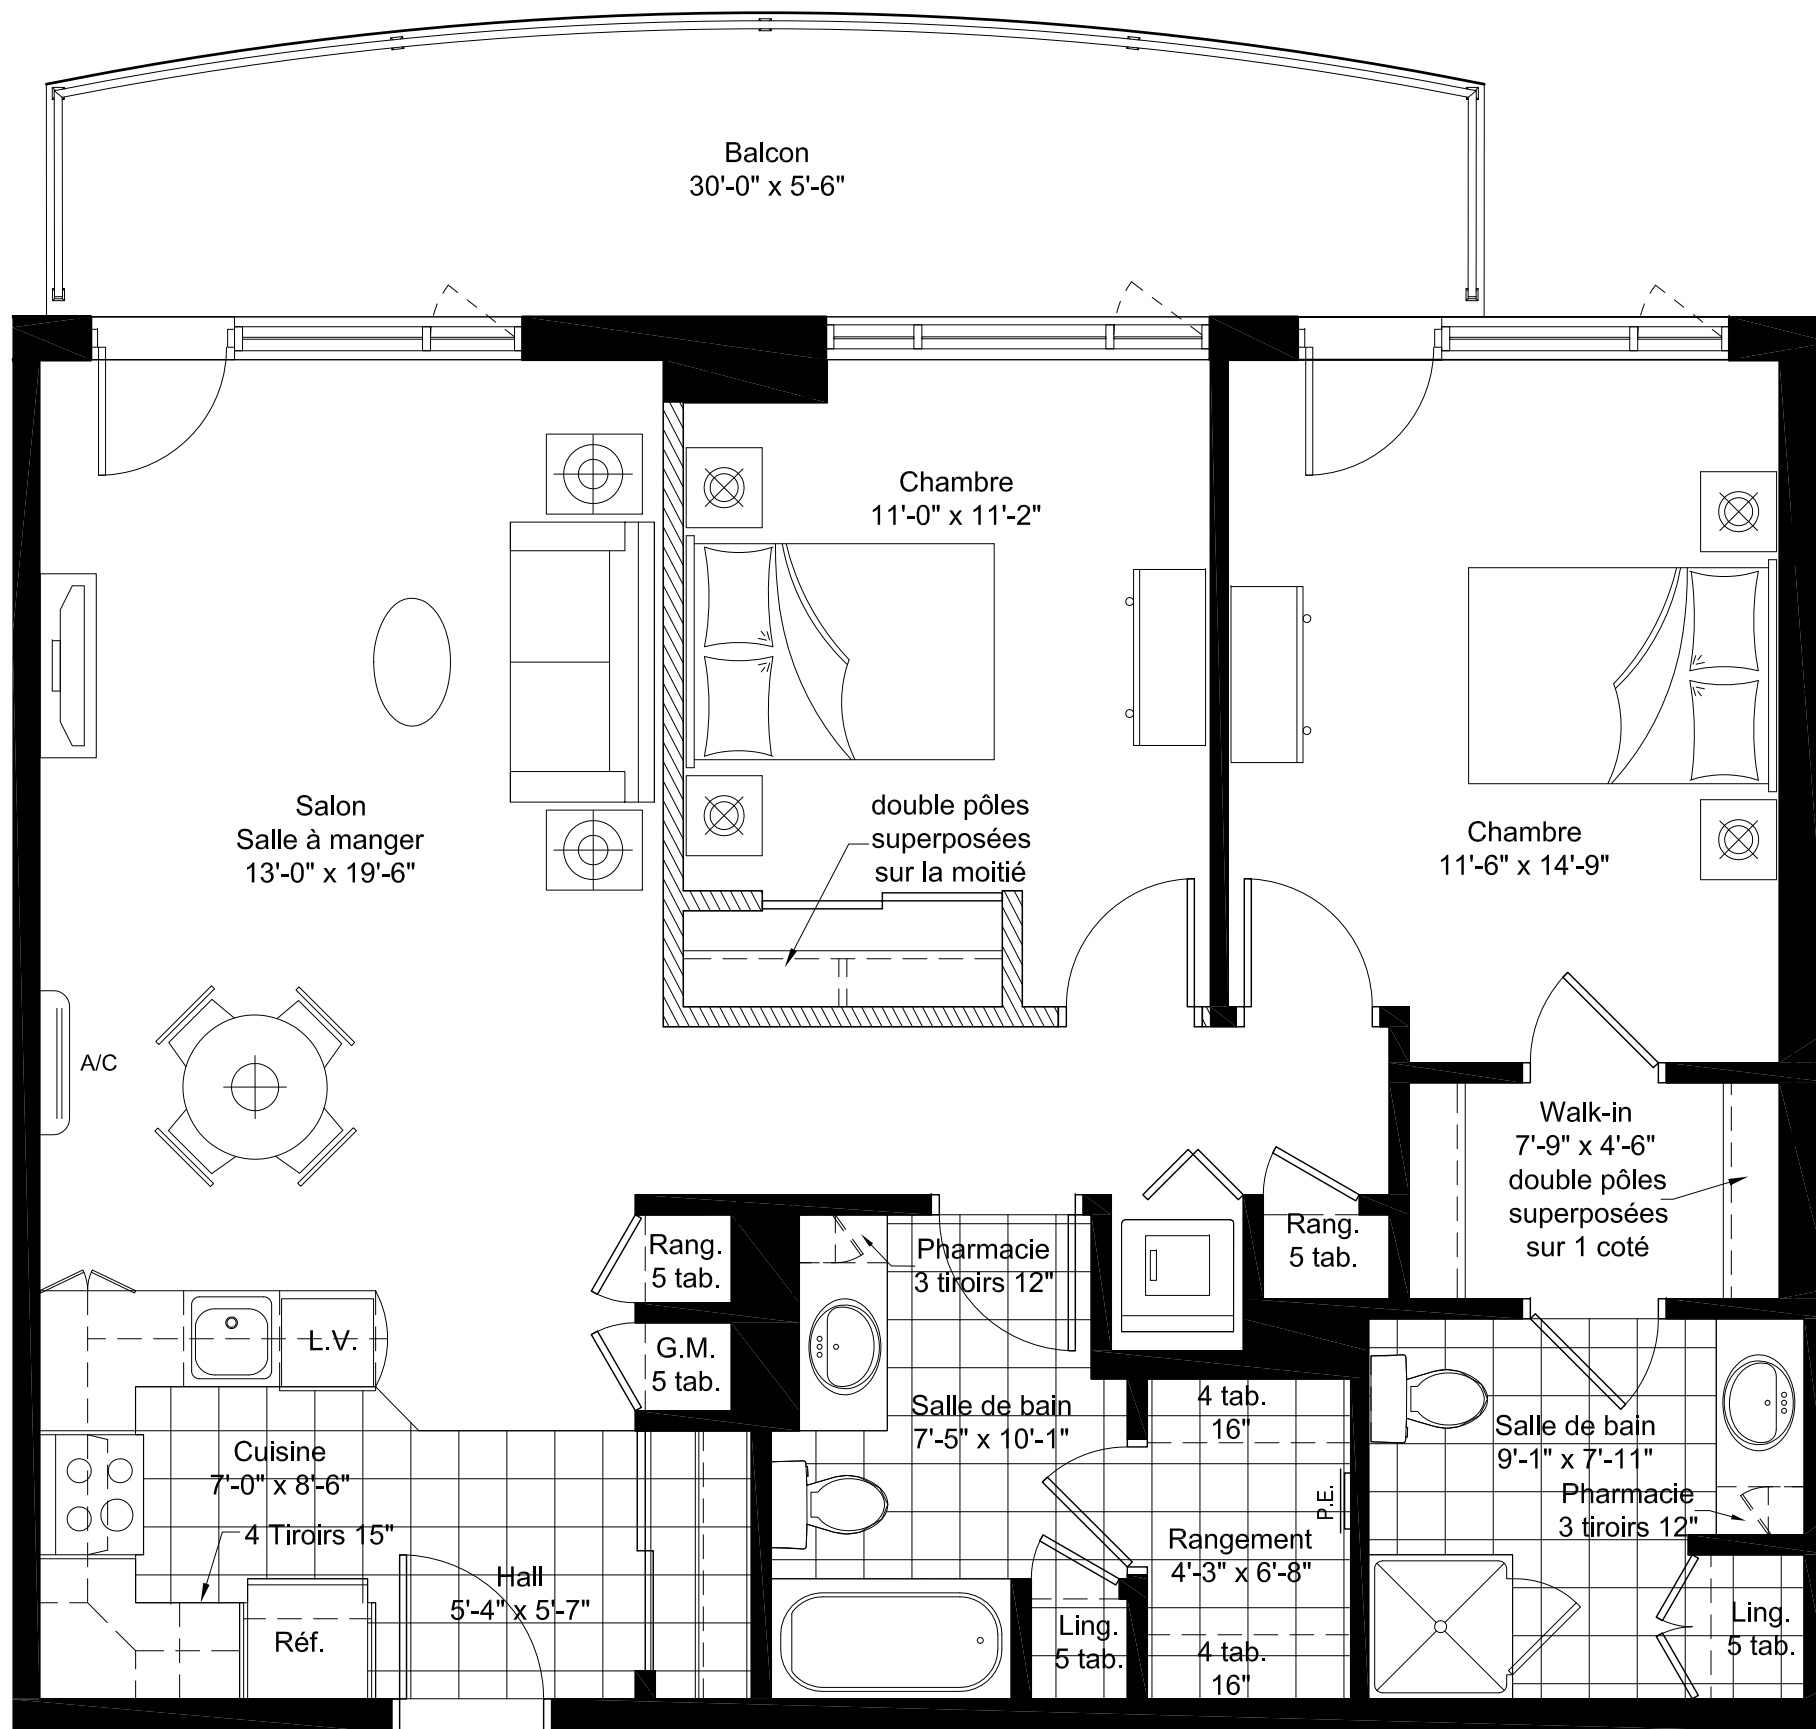 Balcon
30'-0" x 5'-6"
Chambre
11'-0" x 11'-2"
double pôles
superposées
sur la moitié
Salon
Salle à manger
13'-0" x 19'-6"
Chambre
11'-6" x 14'-9"
A/C
Walk-in
7'-9" x 4'-6"
double pôles
superposées
sur 1 coté
Rang.
5 tab.
Pharmacie
3 tiroirs 12"
Rang.
5 tab.
L.V.
G.M.
5 tab.
Salle de bain
7'-5" x 10'-1"
4 tab.
16"
Salle de bain
9'-1" x 7'-11"
Pharmacie
3 tiroirs 12"
Cuisine
7'-0" x 8'-6"
4 Tiroirs 15"
P.E.
Rangement
4'-3" x 6'-8"
Hall
5'-4" x 5'-7"
Réf.
Ling.
5 tab.
4 tab.
16"
Ling.
5 tab.